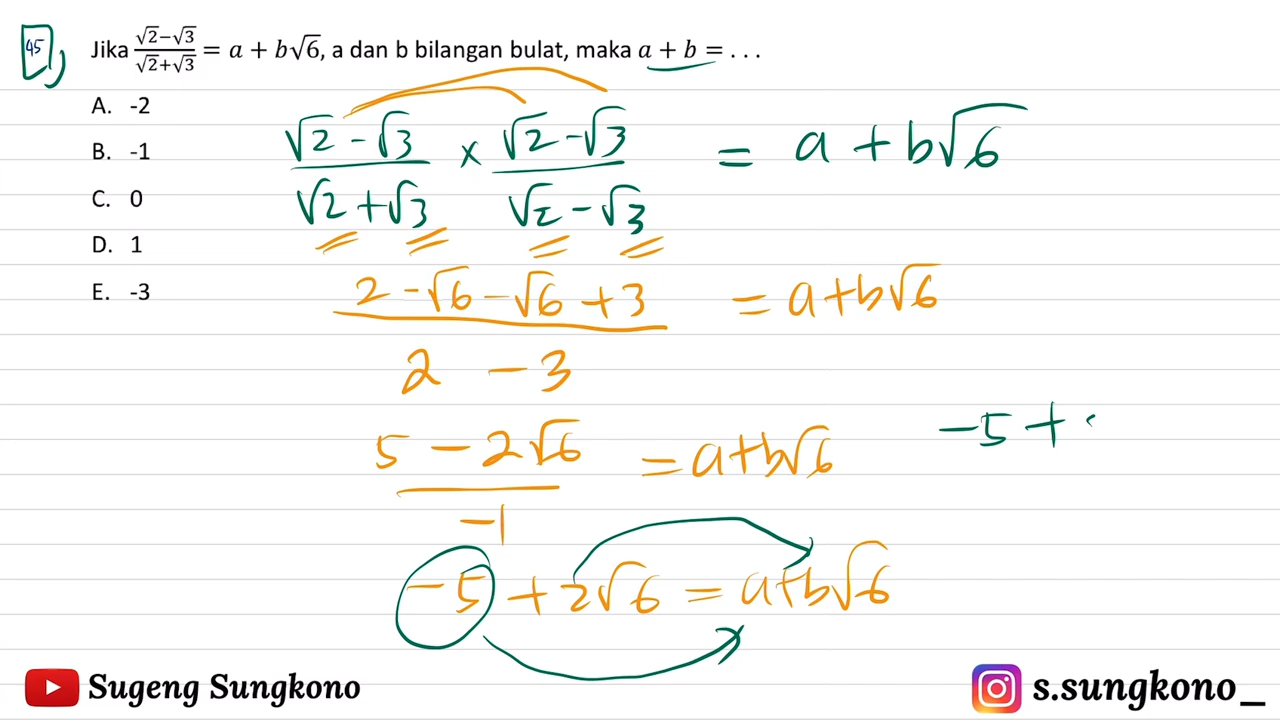 45) Jika (√2−√3)/(√2+√3) = a + b√6, a dan b bilangan bulat, maka a + b = . . .
A. -2
B. -1
C. 0
D. 1
E. -3
(√2 − √3)/(√2 + √3) × (√2 − √3)/(√2 − √3) = a + b√6
(2 − √6 − √6 + 3)/(2 − 3) = a + b√6
(5 − 2√6)/(−1) = a + b√6
−5 + 2√6 = a + b√6
−5 +
Sugeng Sungkono
s.sungkono_